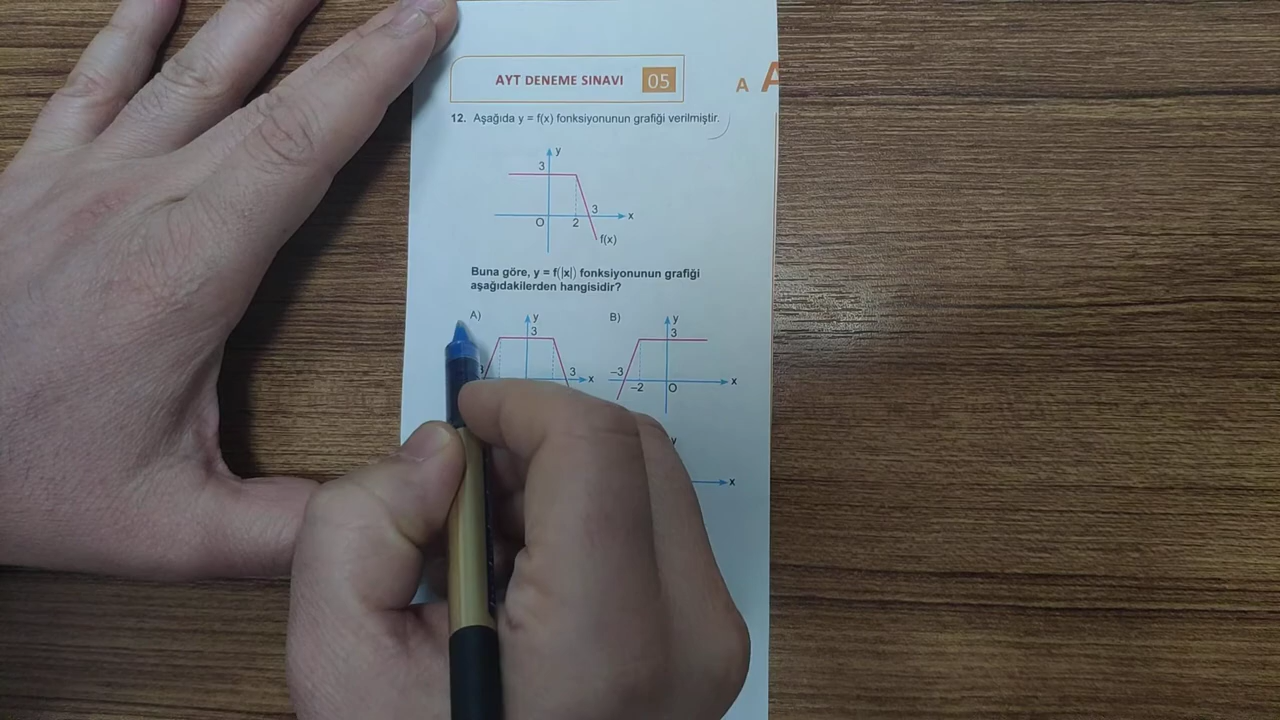 AYT DENEME SINAVI 05
A A
12. Aşağıda y = f(x) fonksiyonunun grafiği verilmiştir.
y
3
3
x
O
2
f(x)
Buna göre, y = f(|x|) fonksiyonunun grafiği
aşağıdakilerden hangisidir?
A)
y
3
3
x
B)
y
3
–3
x
–2
O
y
x